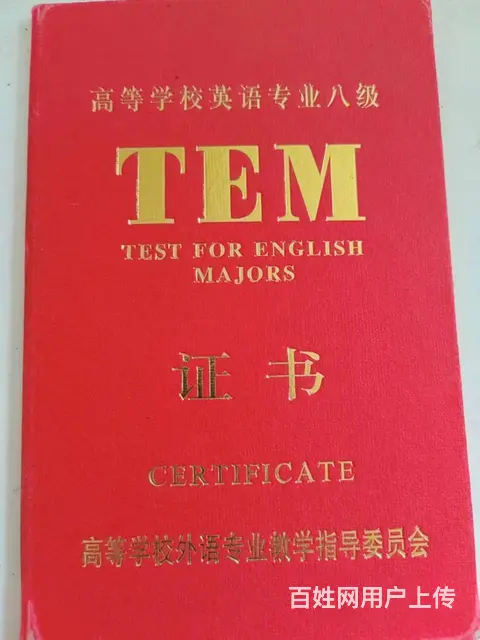 高等学校英语专业八级
TEM
TEST FOR ENGLISH
MAJORS
证书
CERTIFICATE
高等学校外语专业教学指导委员会
百姓网用户上传